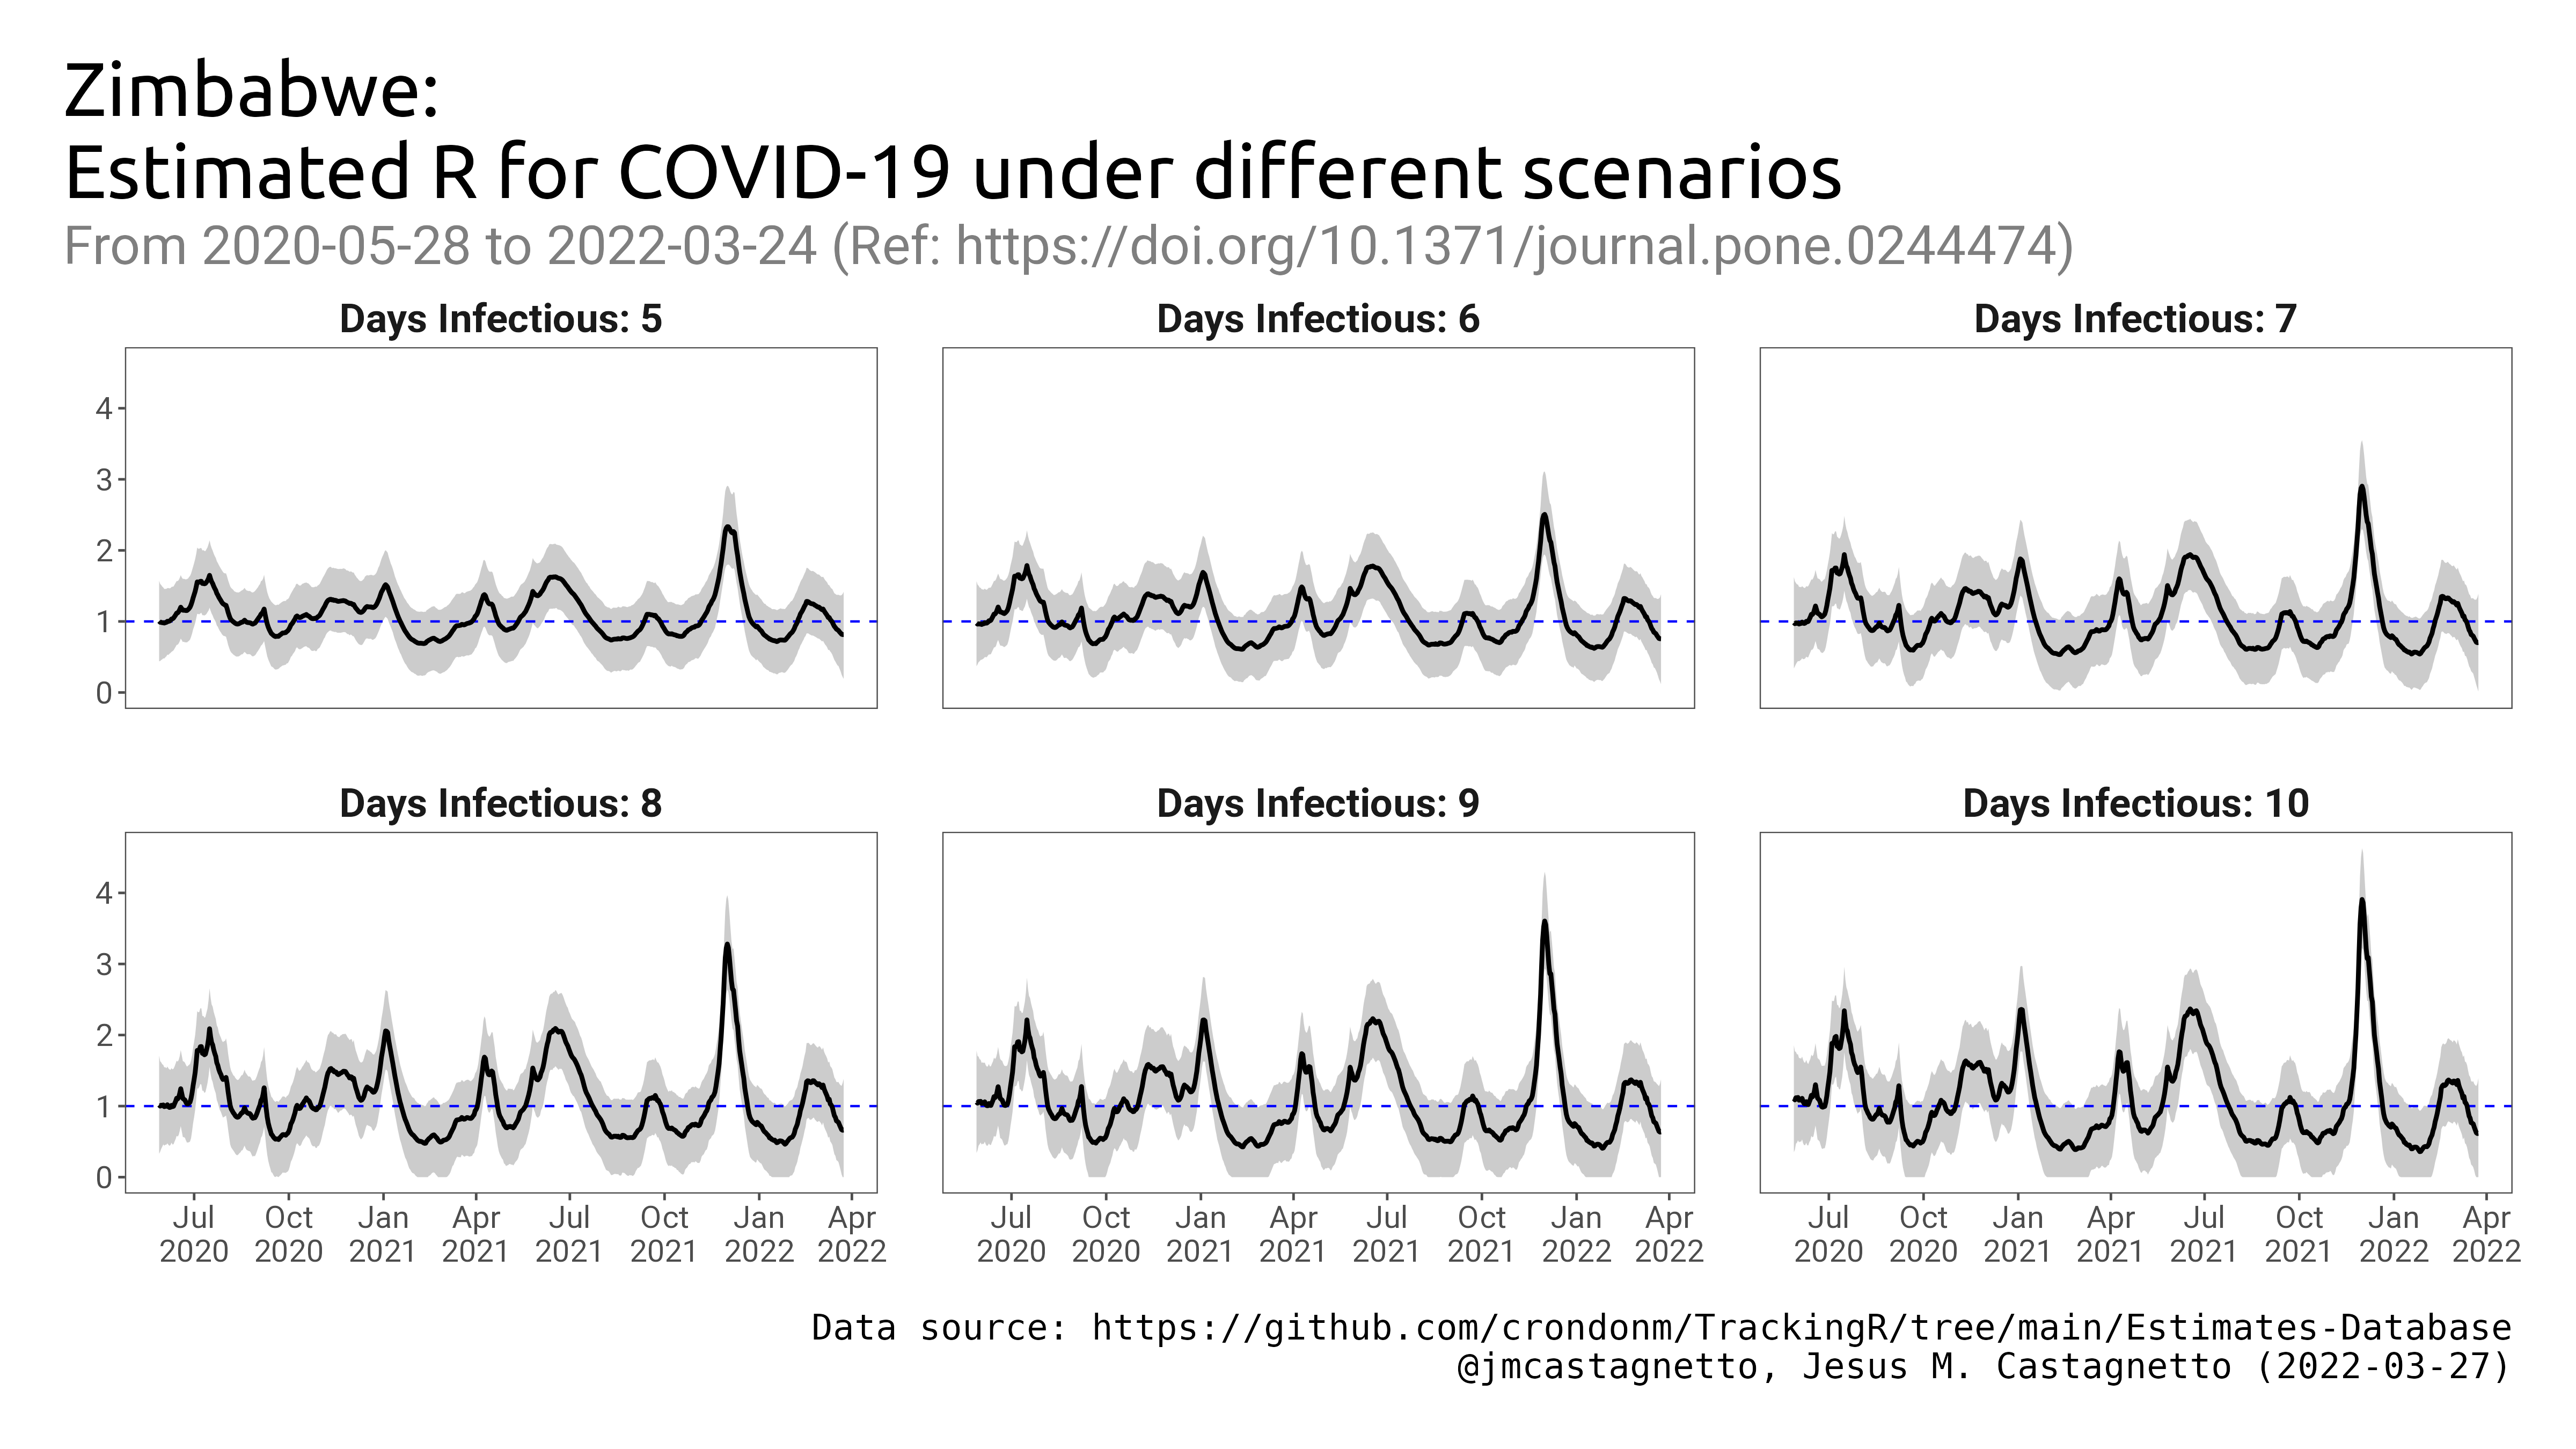 Zimbabwe:
Estimated R for COVID-19 under different scenarios
From 2020-05-28 to 2022-03-24 (Ref: https://doi.org/10.1371/journal.pone.0244474)
Days Infectious: 5
Days Infectious: 6
Days Infectious: 7
4
3
2
1
0
Days Infectious: 8
Days Infectious: 9
Days Infectious: 10
4
3
2
1
0
Jul Oct Jan Apr Jul Oct Jan Apr
2020 2020 2021 2021 2021 2021 2022 2022
Jul Oct Jan Apr Jul Oct Jan Apr
2020 2020 2021 2021 2021 2021 2022 2022
Jul Oct Jan Apr Jul Oct Jan Apr
2020 2020 2021 2021 2021 2021 2022 2022
Data source: https://github.com/crondonm/TrackingR/tree/main/Estimates-Database
@jmcastagnetto, Jesus M. Castagnetto (2022-03-27)